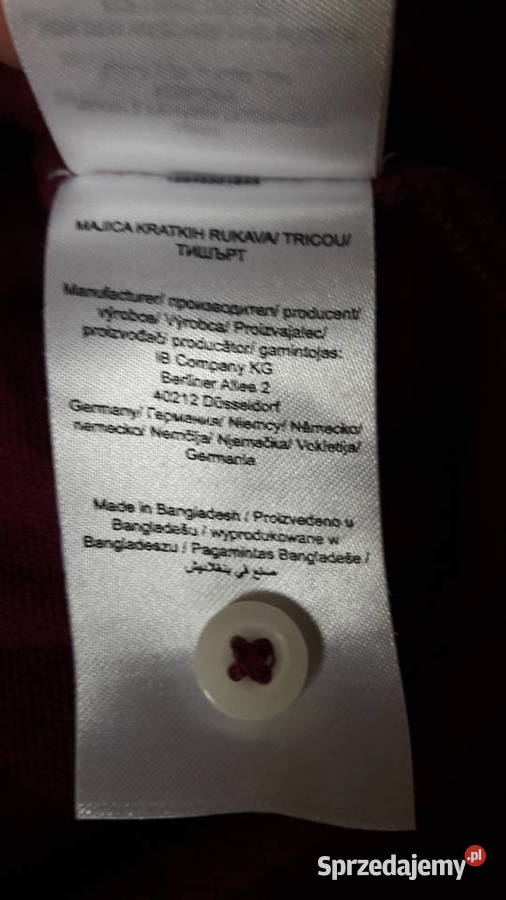 MAJICA KRATKIH RUKAVA/ TRICOU/
ТИШЪРТ
Manufacturer/ производител/ producent/
výrobce/ Výrobca/ Proizvajalec/
proizvođač/ producător/ gamintojas:
IB Company KG
Berliner Allee 2
40212 Düsseldorf
Germany/ Германия/ Niemcy/ Německo/
nemecko/ Nemčija/ Njemačka/ Vokietija/
Germania
Made in Bangladesh / Proizvedeno u
Bangladešu / wyprodukowane w
Bangladeszu / Pagamintas Bangladeše /
صنع في بنغلاديش
Sprzedajemy.pl